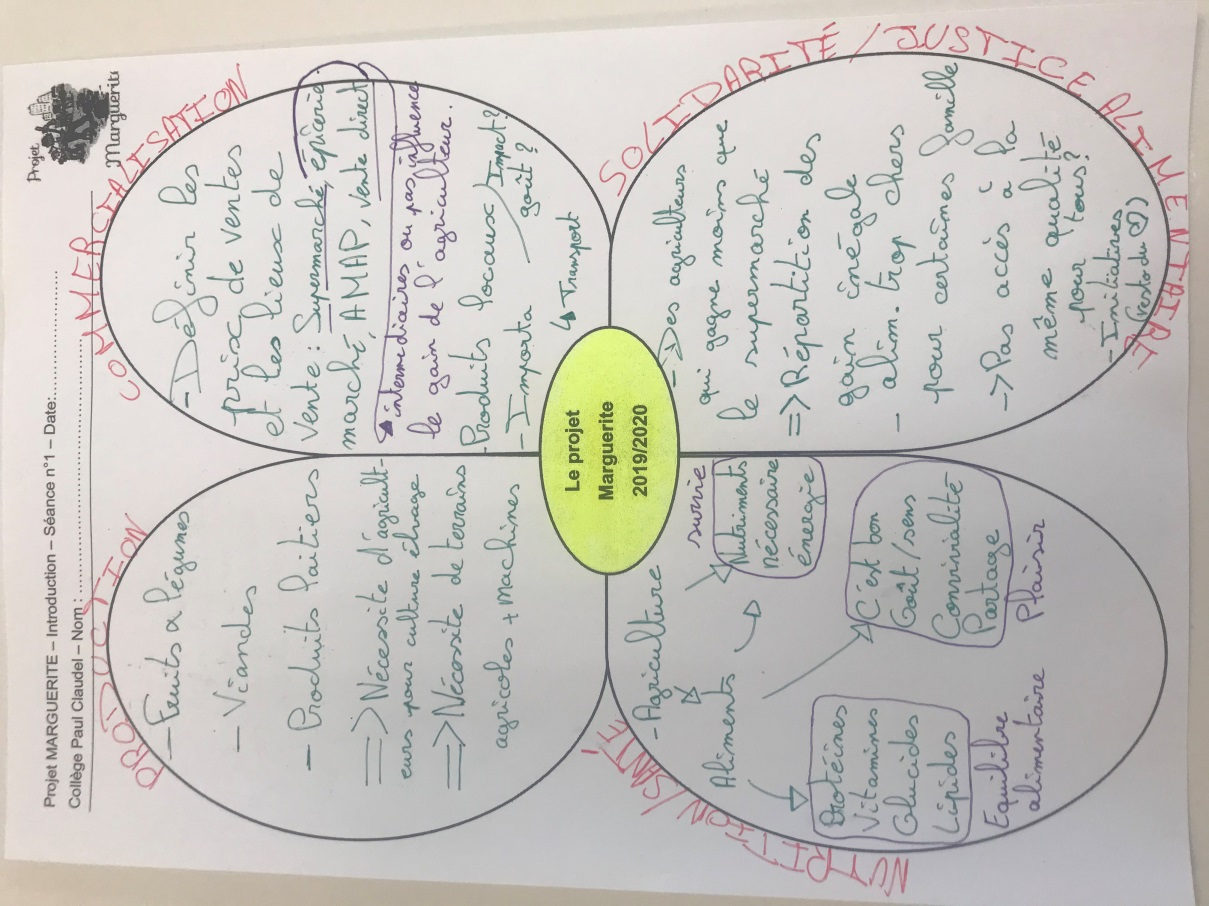 Projet MARGUERITE – Introduction – Séance n°1 – Date:
Collège Paul Claudel – Nom :
Projet
Marguerite
PRODUCTION
- Fruits & légumes
- Viandes
- Produits laitiers
=> Nécessité d'agricult-
eurs pour culture élevage
=> Nécessité de terrains
agricoles + machines
COMMERCIALISATION
- Définir les
prix de ventes
et les lieux de
vente : Supermarché, épicerie
marché, AMAP, vente direct
intermédiaires ou pas influence
le gain de l'agriculteur.
- Produits locaux / Impact ?
- Importa goût ?
↳ Transport
Le projet
Marguerite
2019/2020
NUTRITION/SANTÉ
- Agriculture
Aliments
survie
Nutriments
nécessaire
énergie
C'est bon
Goût/sens
Convivialité
Partage
Plaisir
Protéines
Vitamines
Glucides
Lipides
Equilibre
alimentaire
SOLIDARITÉ/JUSTICE ALIMENTAIRE
-> Des agriculteurs
qui gagne moins que
le supermarché
=> Répartition des
gain inégale
- alim. trop chers
pour certaines famille
-> Pas accès à la
même qualité
pour tous?
- Initiatives